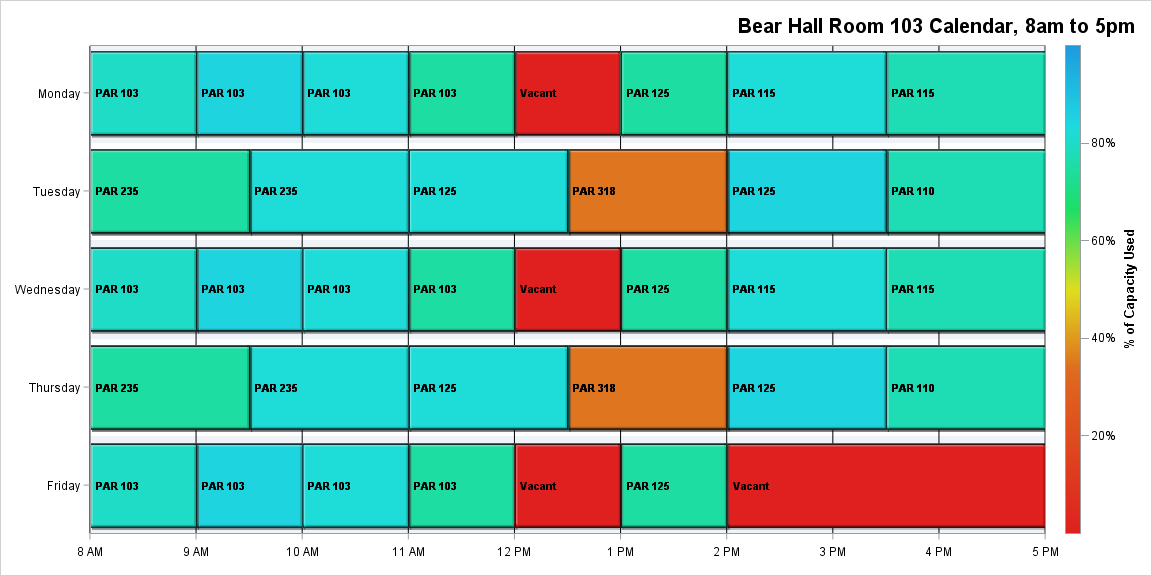 Bear Hall Room 103 Calendar, 8am to 5pm
Monday
PAR 103
PAR 103
PAR 103
PAR 103
Vacant
PAR 125
PAR 115
PAR 115
Tuesday
PAR 235
PAR 235
PAR 125
PAR 318
PAR 125
PAR 110
Wednesday
PAR 103
PAR 103
PAR 103
PAR 103
Vacant
PAR 125
PAR 115
PAR 115
Thursday
PAR 235
PAR 235
PAR 125
PAR 318
PAR 125
PAR 110
Friday
PAR 103
PAR 103
PAR 103
PAR 103
Vacant
PAR 125
Vacant
8 AM
9 AM
10 AM
11 AM
12 PM
1 PM
2 PM
3 PM
4 PM
5 PM
80%
60%
40%
20%
% of Capacity Used